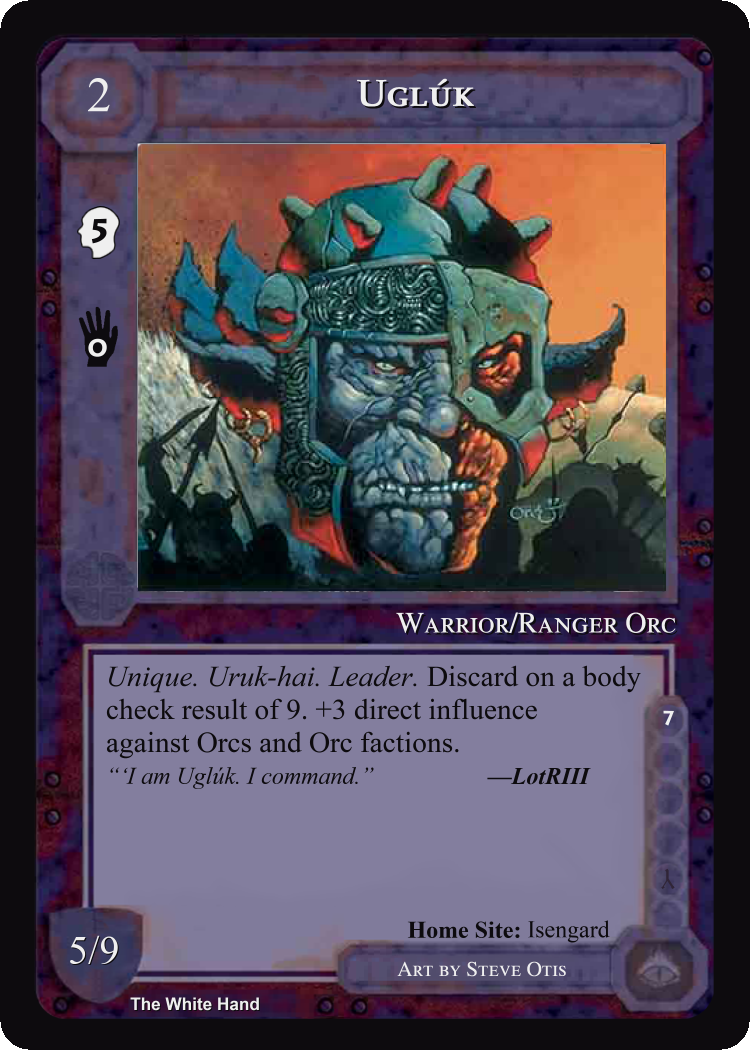 2
Uglúk
5
0
Warrior/Ranger Orc
Unique. Uruk-hai. Leader. Discard on a body
check result of 9. +3 direct influence
against Orcs and Orc factions.
“‘I am Uglúk. I command.” —LotRIII
7
Home Site: Isengard
5/9
Art by Steve Otis
The White Hand